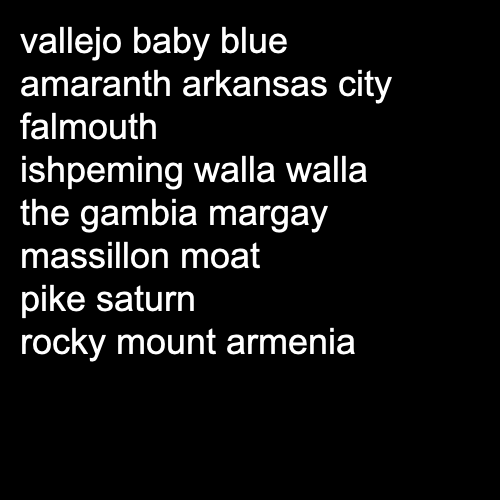 vallejo baby blue
amaranth arkansas city
falmouth
ishpeming walla walla
the gambia margay
massillon moat
pike saturn
rocky mount armenia